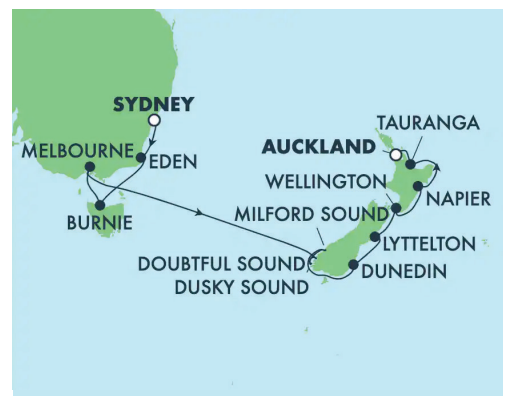 SYDNEY
MELBOURNE
EDEN
BURNIE
TAURANGA
AUCKLAND
WELLINGTON
NAPIER
MILFORD SOUND
LYTTELTON
DOUBTFUL SOUND
DUNEDIN
DUSKY SOUND